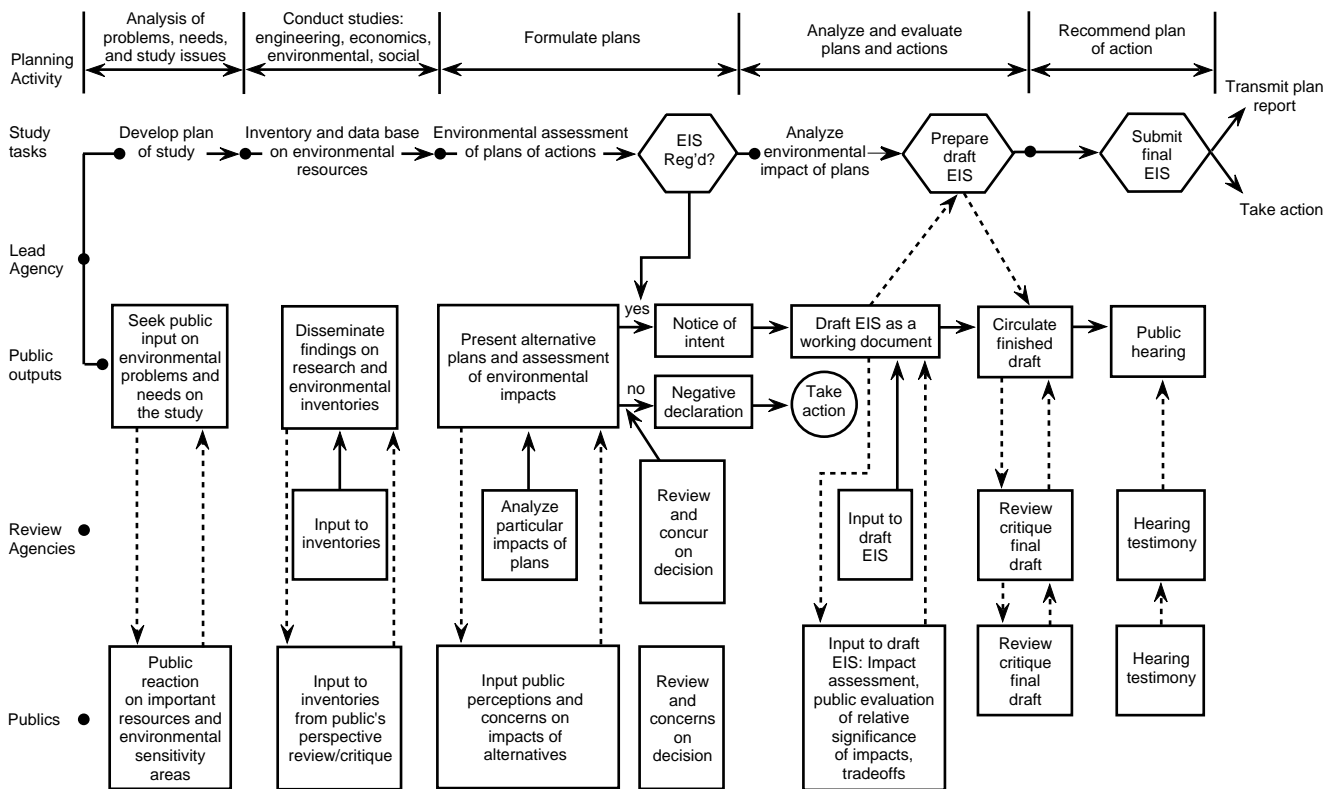 Planning
Activity
Analysis of
problems, needs,
and study issues
Conduct studies:
engineering, economics,
environmental, social
Formulate plans
Analyze and evaluate
plans and actions
Recommend plan
of action
Study
tasks
Develop plan
of study
Inventory and data base
on environmental
resources
Environmental assessment
of plans of actions
EIS
Reg'd?
Analyze
environmental
impact of plans
Prepare
draft
EIS
Submit
final
EIS
Transmit plan
report
Take action
Lead
Agency
Public
outputs
Seek public
input on
environmental
problems and
needs on
the study
Disseminate
findings on
research and
environmental
inventories
Present alternative
plans and assessment
of environmental
impacts
yes
Notice of
intent
no
Negative
declaration
Take
action
Draft EIS as a
working document
Circulate
finished
draft
Public
hearing
Review
Agencies
Input to
inventories
Analyze
particular
impacts of
plans
Review
and
concur
on
decision
Input to
draft
EIS
Review
critique
final
draft
Hearing
testimony
Publics
Public
reaction
on important
resources and
environmental
sensitivity
areas
Input to
inventories
from public's
perspective
review/critique
Input public
perceptions and
concerns on
impacts of
alternatives
Review
and
concerns
on
decision
Input to draft
EIS: Impact
assessment,
public evaluation
of relative
significance
of impacts,
tradeoffs
Review
critique
final
draft
Hearing
testimony